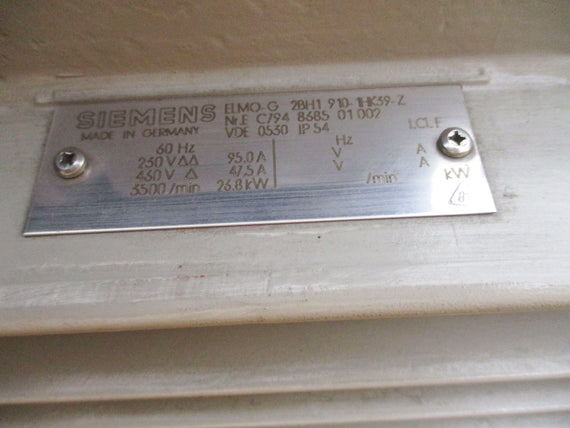 SIEMENS ELMO-G 2BH1 910-1HK39-Z
MADE IN GERMANY Nr.E C794 8685 01 002
VDE 0530 IP 54 I.CL.F
60 Hz Hz
230 V ΔΔ 95.0 A V A
460 V Δ 47.5 A V A
3500 /min 26.8 kW /min kW